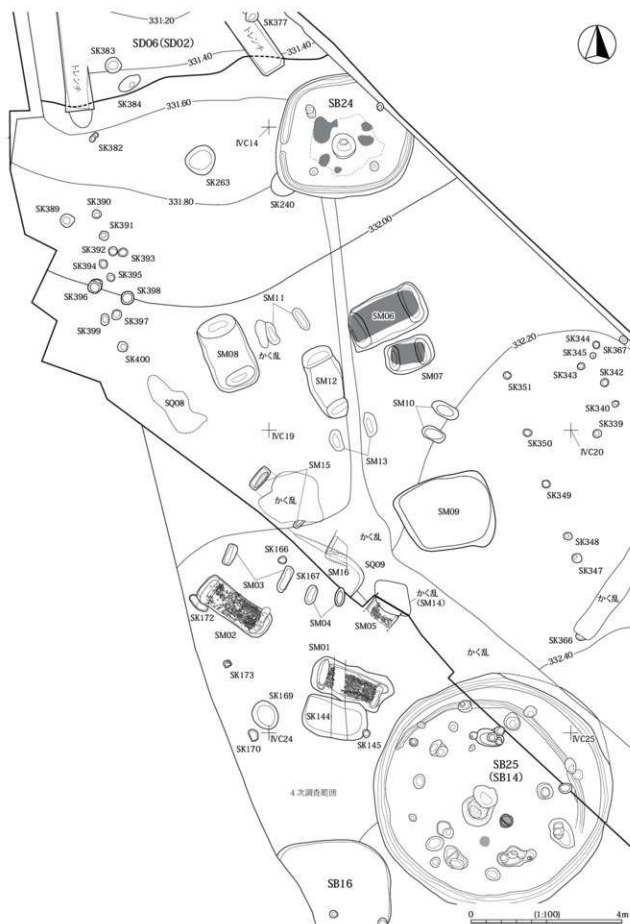 331.20
SK377
SD06(SD02)
SK383
トレンチ
331.40
331.40
トレンチ
SK384
331.60
SB24
IVC14
SK382
SK263
331.80
SK240
SK389
SK390
SK391
332.00
SK392
SK393
SK394
SK395
SK396
SK398
SM11
SM06
SK399
SK397
かく乱
SM08
SK400
SM12
SM07
332.20
SK344
SK367
SK345
SK343
SK342
SK351
SM10
SK340
SK339
SQ08
IVC19
SM13
SK350
IVC20
SM15
かく乱
SM09
SK349
かく乱
SK348
SK166
SQ09
SK347
SM03
SK167
SM16
かく乱
(SM14)
かく乱
SK172
SM02
SM04
SM05
SK366
SM01
かく乱
332.40
SK173
SK169
SK144
IVC24
SK170
SK145
IVC25
SB25
(SB14)
4次調査範囲
SB16
0 (1:100) 4m